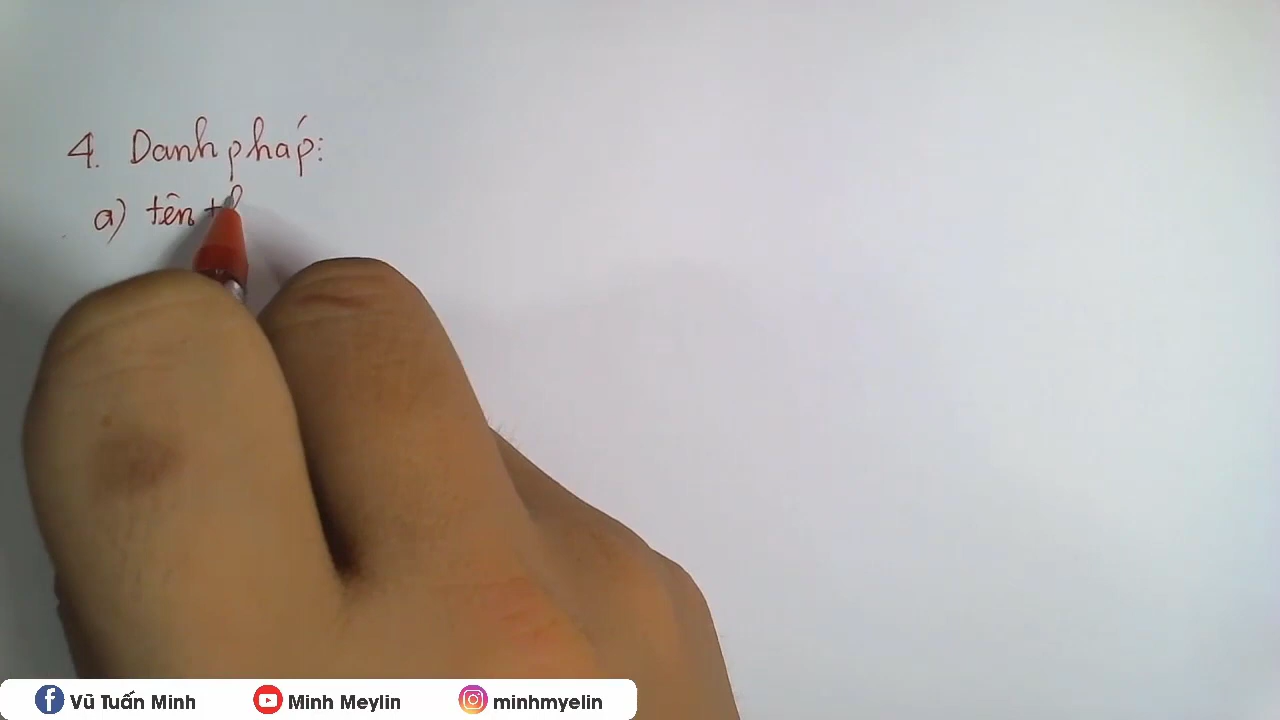 4. Danh pháp:
a) tên
Vũ Tuấn Minh
Minh Meylin
minhmyelin